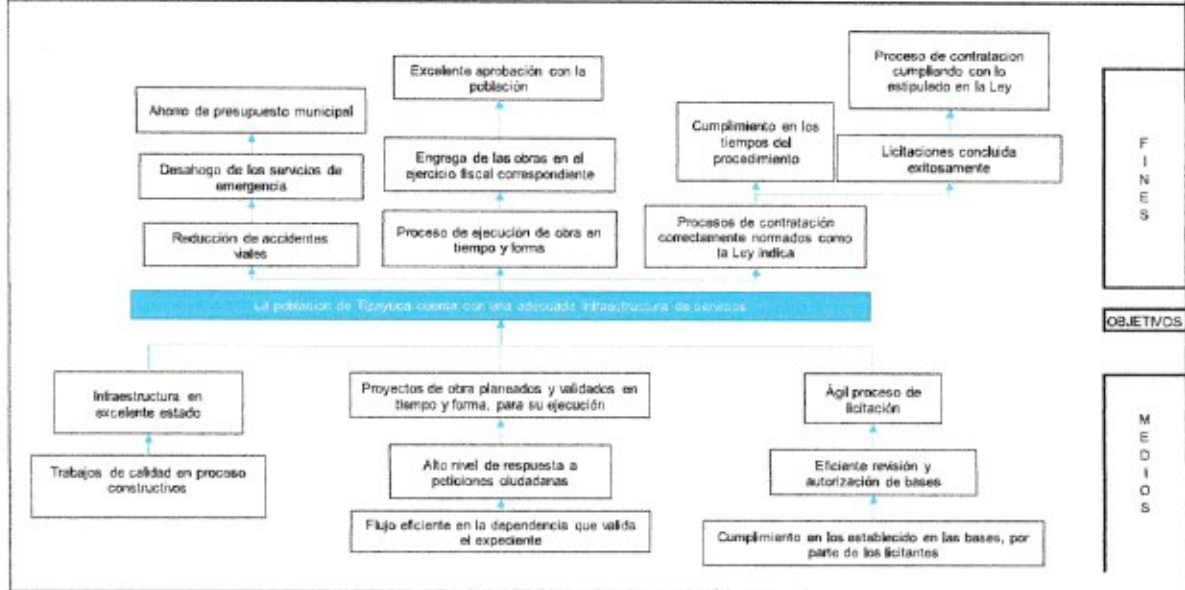 Proceso de contratacion
cumpliendo con lo
estipulado en la Ley
Excelente aprobación con la
población
Ahorro de presupuesto municipal
Cumplimiento en los
tiempos del
procedimiento
Licitaciones concluida
exitosamente
Desahogo de los servicios de
emergencia
Engrega de las obras en el
ejercicio fiscal correspondiente
Reducción de accidentes
viales
Proceso de ejecución de obra en
tiempo y forma
Procesos de contratación
correctamente normados como
la Ley indica
FINES
La poblacion de Tizayuca cuenta con una adecuada infraestructura de servicios
OBJETIVOS
Infraestructura en
excelente estado
Proyectos de obra planeados y validados en
tiempo y forma, para su ejecución
Ágil proceso de
licitación
Trabajos de calidad en proceso
constructivos
Alto nivel de respuesta a
peticiones ciudadanas
Eficiente revisión y
autorización de bases
Flujo eficiente en la dependencia que valida
el expediente
Cumplimiento en los establecido en las bases, por
parte de los licitantes
MEDIOS